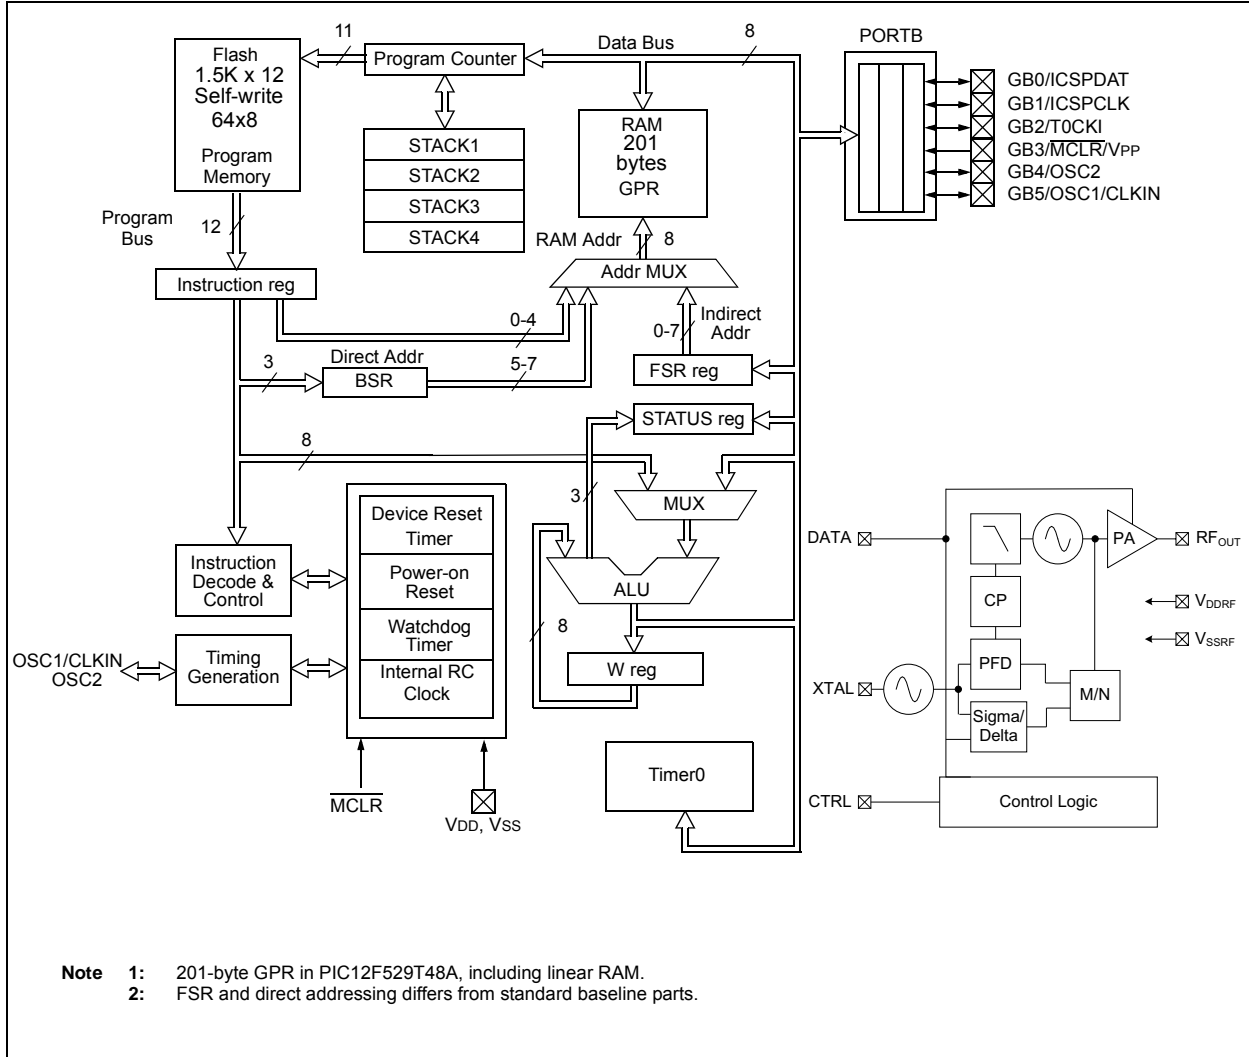 11
Data Bus
8
PORTB
Flash
1.5K x 12
Self-write
64x8
Program
Memory
Program Counter
STACK1
STACK2
STACK3
STACK4
RAM
201
bytes
GPR
GB0/ICSPDAT
GB1/ICSPCLK
GB2/T0CKI
GB3/MCLR/VPP
GB4/OSC2
GB5/OSC1/CLKIN
Program
Bus
12
RAM Addr
8
Addr MUX
Instruction reg
0-4
Indirect
Addr
0-7
3
Direct Addr
BSR
5-7
FSR reg
STATUS reg
8
3
MUX
Device Reset
Timer
Power-on
Reset
Watchdog
Timer
Internal RC
Clock
Instruction
Decode &
Control
ALU
8
W reg
OSC1/CLKIN
OSC2
Timing
Generation
MCLR
VDD, VSS
Timer0
DATA
PA
RFOUT
CP
VDDRF
VSSRF
PFD
XTAL
M/N
Sigma/
Delta
CTRL
Control Logic
Note 1: 201-byte GPR in PIC12F529T48A, including linear RAM.
2: FSR and direct addressing differs from standard baseline parts.